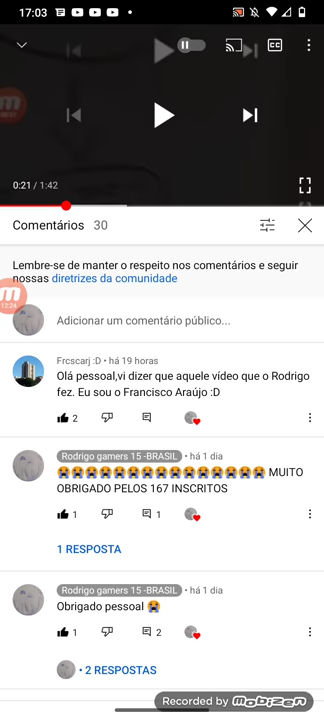 17:03
CC
0:21 / 1:42
Comentários 30
Lembre-se de manter o respeito nos comentários e seguir
nossas diretrizes da comunidade
12:24
Adicionar um comentário público...
Frcscarj :D • há 19 horas
Olá pessoal,vi dizer que aquele vídeo que o Rodrigo
fez. Eu sou o Francisco Araújo :D
2
Rodrigo gamers 15 -BRASIL • há 1 dia
😭😭😭😭😭😭😭😭😭😭😭😭😭😭😭 MUITO
OBRIGADO PELOS 167 INSCRITOS
1 1
1 RESPOSTA
Rodrigo gamers 15 -BRASIL • há 1 dia
Obrigado pessoal 😭
1 2
• 2 RESPOSTAS
Recorded by mobizen